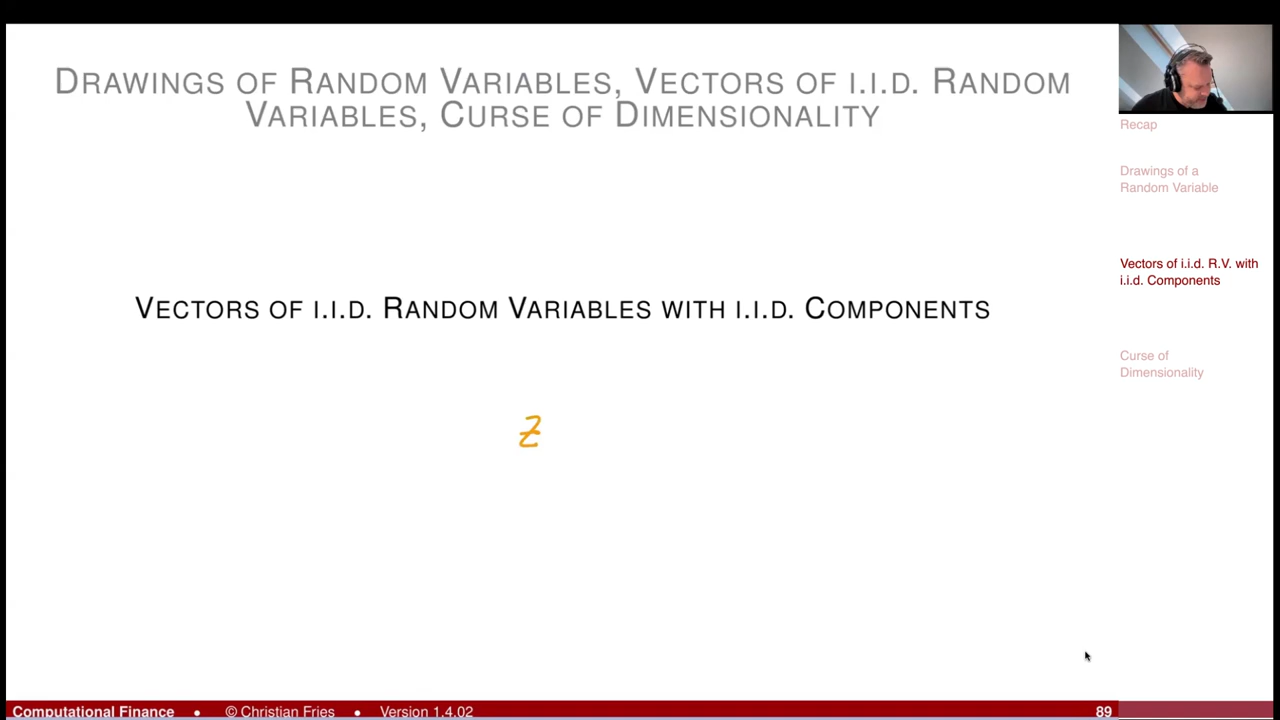 DRAWINGS OF RANDOM VARIABLES, VECTORS OF I.I.D. RANDOM
VARIABLES, CURSE OF DIMENSIONALITY
VECTORS OF I.I.D. RANDOM VARIABLES WITH I.I.D. COMPONENTS
Z
Recap
Drawings of a
Random Variable
Vectors of i.i.d. R.V. with
i.i.d. Components
Curse of
Dimensionality
Computational Finance • © Christian Fries • Version 1.4.02 89